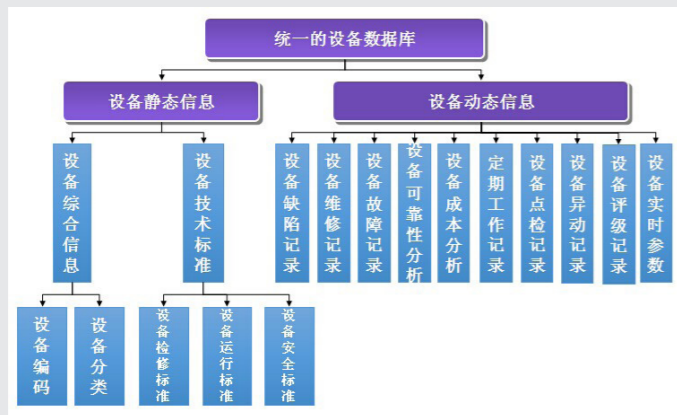 统一的设备数据库
设备静态信息
设备动态信息
设备综合信息
设备技术标准
设备缺陷记录
设备维修记录
设备故障记录
设备可靠性分析
设备成本分析
定期工作记录
设备点检记录
设备异动记录
设备评级记录
设备实时参数
设备编码
设备分类
设备检修标准
设备运行标准
设备安全标准